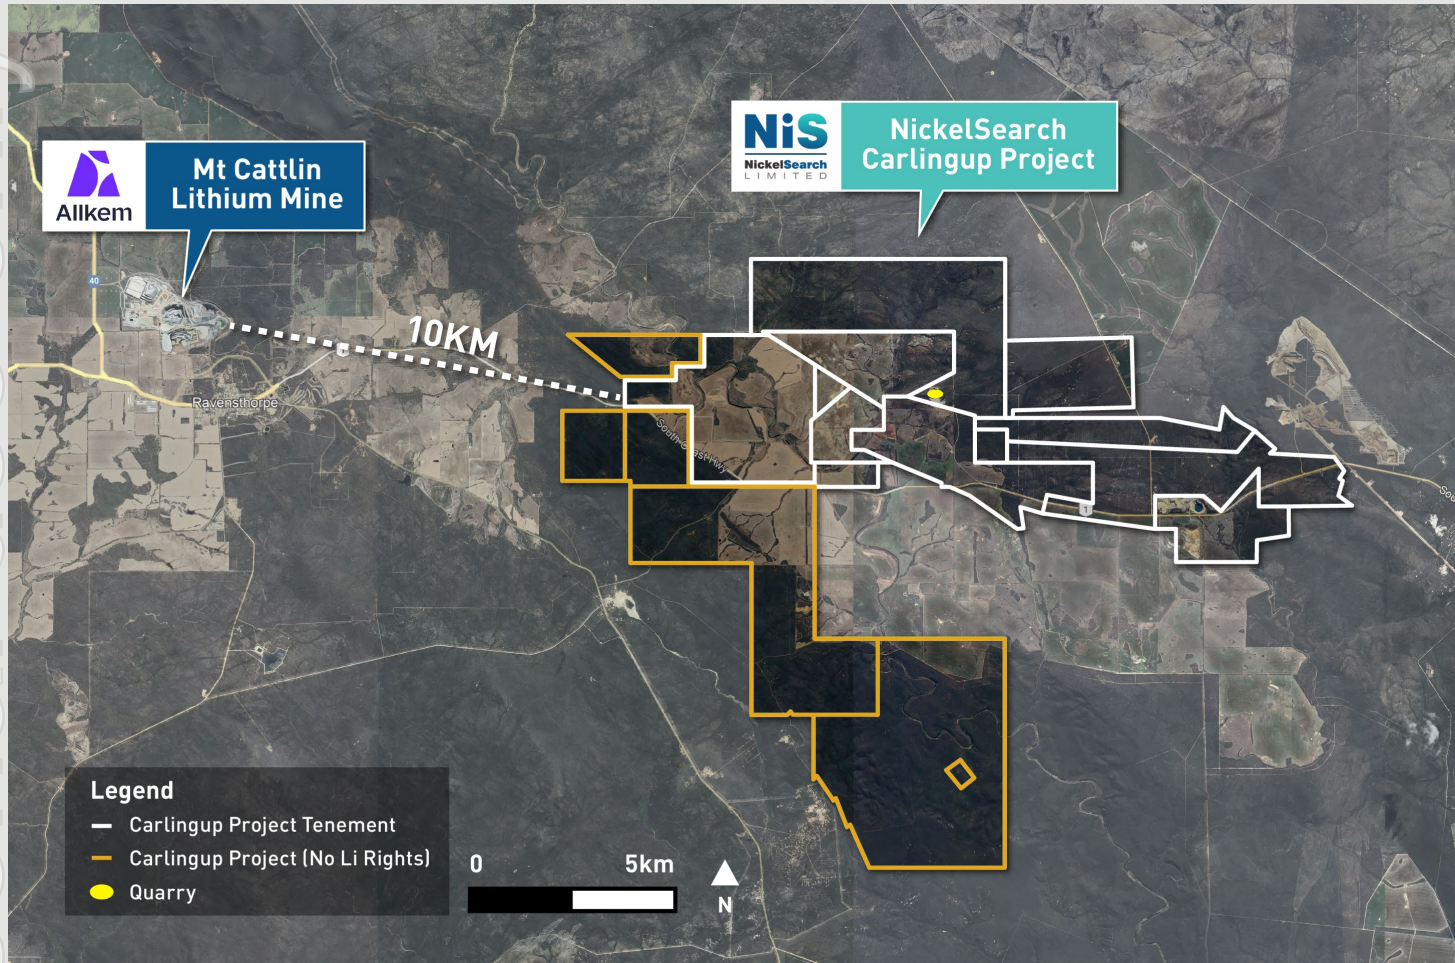 Allkem
Mt Cattlin
Lithium Mine
NiS
NickelSearch
LIMITED
NickelSearch
Carlingup Project
40
10KM
1
Ravensthorpe
South Coast Hwy
1
Legend
Carlingup Project Tenement
Carlingup Project (No Li Rights)
Quarry
0
5km
N